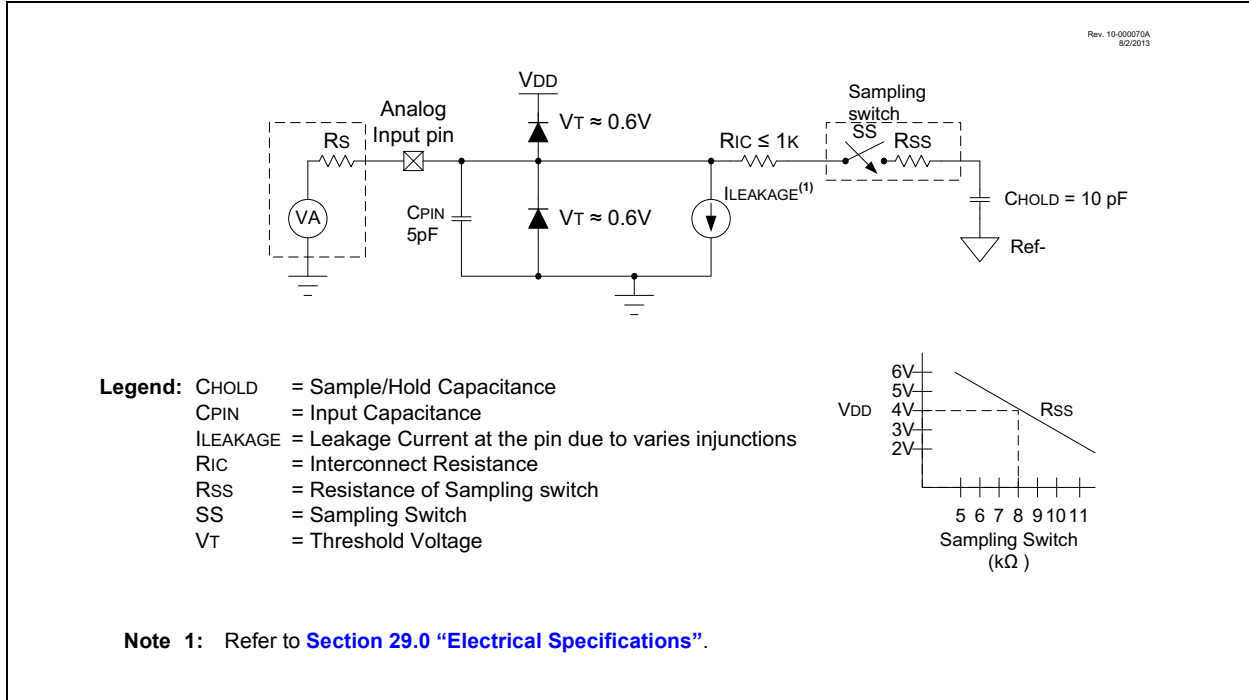 Rev. 10-000070A
8/2/2013
VDD
Analog
Input pin
RS
VA
VT ≈ 0.6V
CPIN
5pF
VT ≈ 0.6V
RIC ≤ 1K
ILEAKAGE(1)
Sampling
switch
SS
RSS
CHOLD = 10 pF
Ref-
Legend: CHOLD = Sample/Hold Capacitance
CPIN = Input Capacitance
ILEAKAGE = Leakage Current at the pin due to varies injunctions
RIC = Interconnect Resistance
RSS = Resistance of Sampling switch
SS = Sampling Switch
VT = Threshold Voltage
6V
5V
VDD 4V
3V
2V
RSS
5 6 7 8 9 10 11
Sampling Switch
(kΩ )
Note 1: Refer to Section 29.0 “Electrical Specifications”.